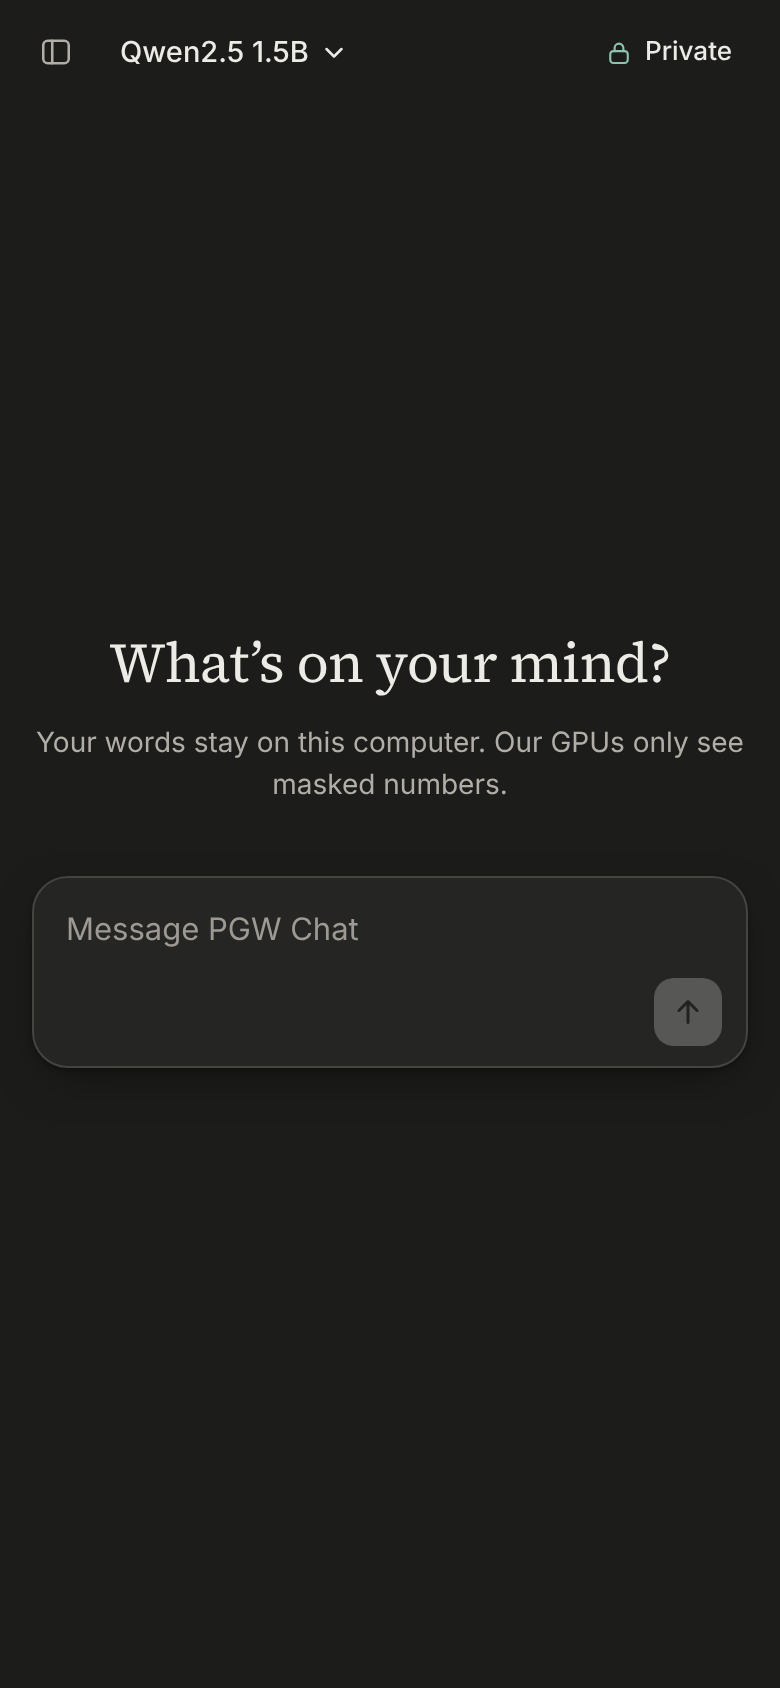 Qwen2.5 1.5B
Private
What’s on your mind?
Your words stay on this computer. Our GPUs only see
masked numbers.
Message PGW Chat